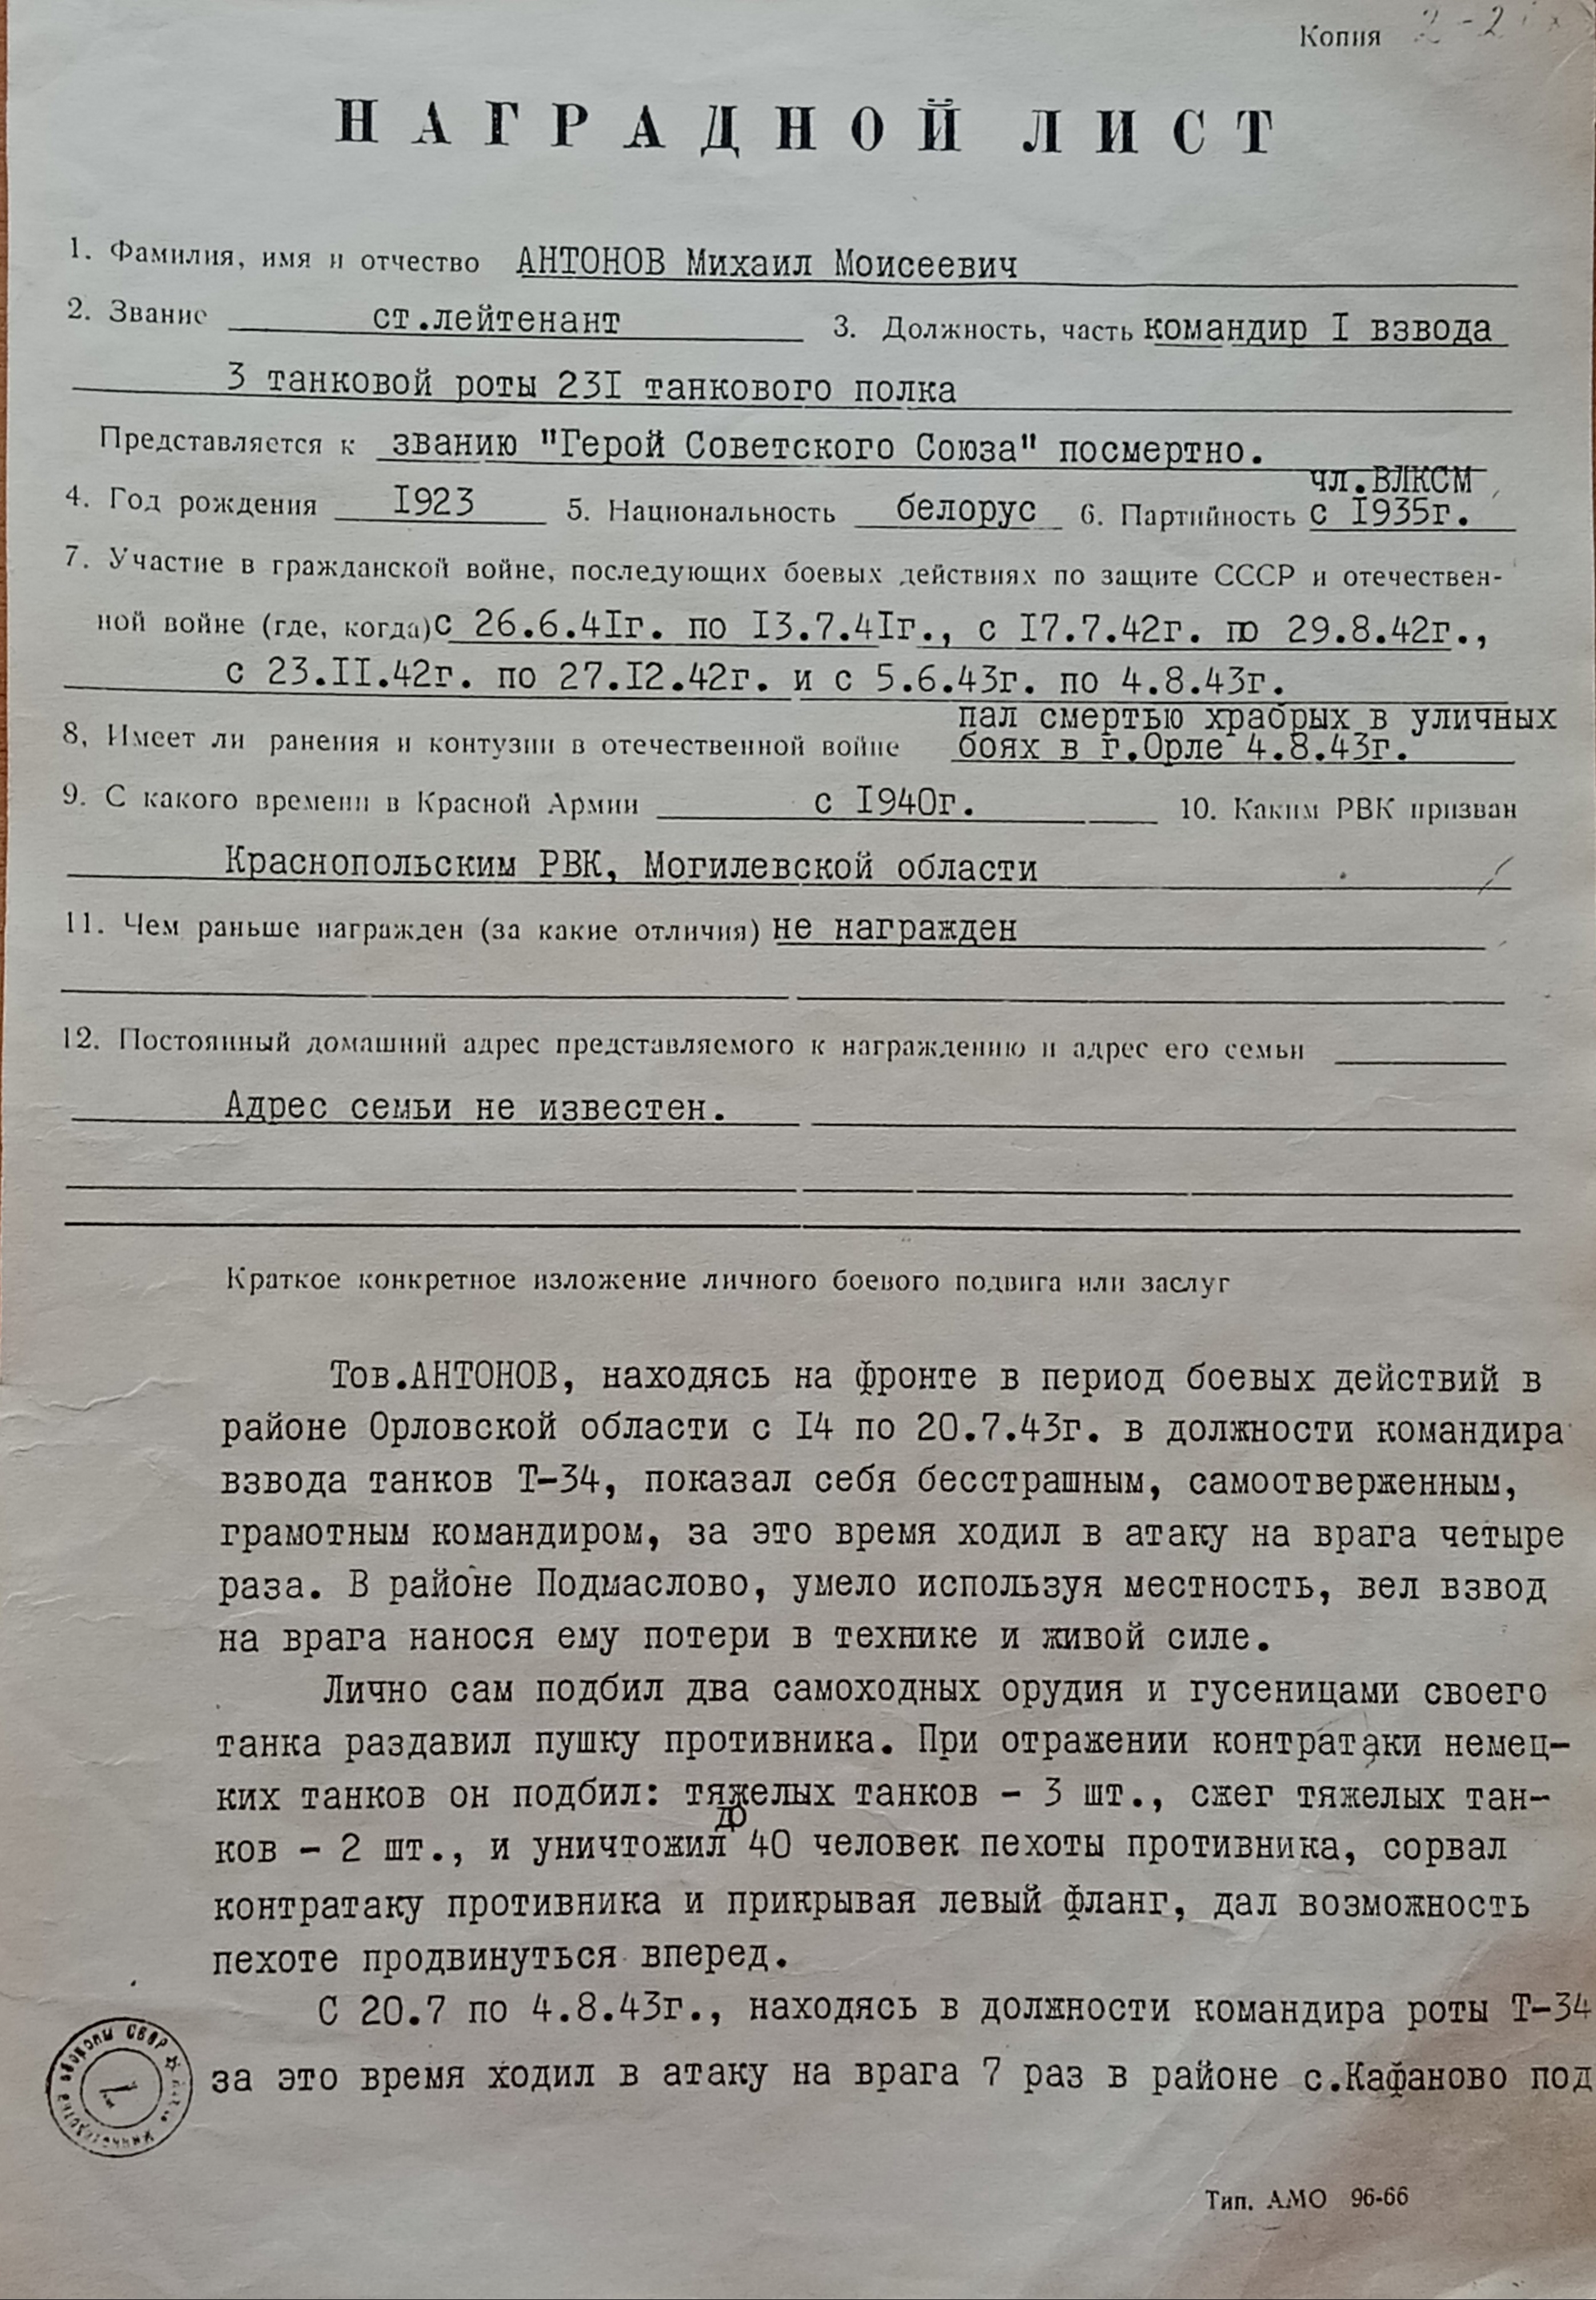 Копия
НАГРАДНОЙ ЛИСТ
1. Фамилия, имя и отчество АНТОНОВ Михаил Моисеевич
2. Звание ст.лейтенант 3. Должность, часть командир I взвода
3 танковой роты 23I танкового полка
Представляется к званию "Герой Советского Союза" посмертно.
чл.ВЛКСМ
4. Год рождения I923 5. Национальность белорус 6. Партийность с I935г.
7. Участие в гражданской войне, последующих боевых действиях по защите СССР и отечествен-
ной войне (где, когда) с 26.6.4Iг. по I3.7.4Iг., с I7.7.42г. по 29.8.42г.,
с 23.II.42г. по 27.I2.42г. и с 5.6.43г. по 4.8.43г.
пал смертью храбрых в уличных
8, Имеет ли ранения и контузии в отечественной войне боях в г.Орле 4.8.43г.
9. С какого времени в Красной Армии с I940г. 10. Каким РВК призван
Краснопольским РВК, Могилевской области
11. Чем раньше награжден (за какие отличия) не награжден
12. Постоянный домашний адрес представляемого к награждению и адрес его семьи
Адрес семьи не известен.
Краткое конкретное изложение личного боевого подвига или заслуг
Тов.АНТОНОВ, находясь на фронте в период боевых действий в
районе Орловской области с I4 по 20.7.43г. в должности командира
взвода танков Т-34, показал себя бесстрашным, самоотверженным,
грамотным командиром, за это время ходил в атаку на врага четыре
раза. В районе Подмаслово, умело используя местность, вел взвод
на врага нанося ему потери в технике и живой силе.
Лично сам подбил два самоходных орудия и гусеницами своего
танка раздавил пушку противника. При отражении контратаки немец-
ких танков он подбил: тяжелых танков - 3 шт., сжег тяжелых тан-
ков - 2 шт., и уничтожил до 40 человек пехоты противника, сорвал
контратаку противника и прикрывая левый фланг, дал возможность
пехоте продвинуться вперед.
С 20.7 по 4.8.43г., находясь в должности командира роты Т-34
за это время ходил в атаку на врага 7 раз в районе с.Кафаново под
Министерство обороны СССР
Тип. АМО 96-66